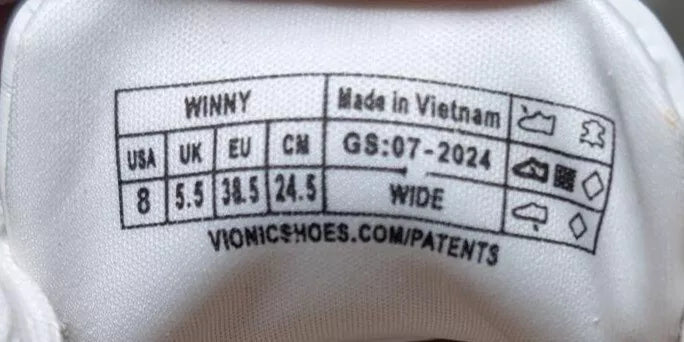 WINNY
Made in Vietnam
USA UK EU CM
GS:07-2024
8 5.5 38.5 24.5
WIDE
VIONICSHOES.COM/PATENTS